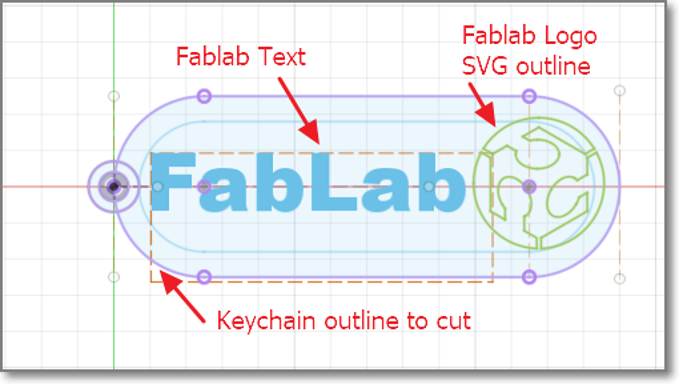 Fablab Logo
SVG outline
Fablab Text
FabLab
Keychain outline to cut